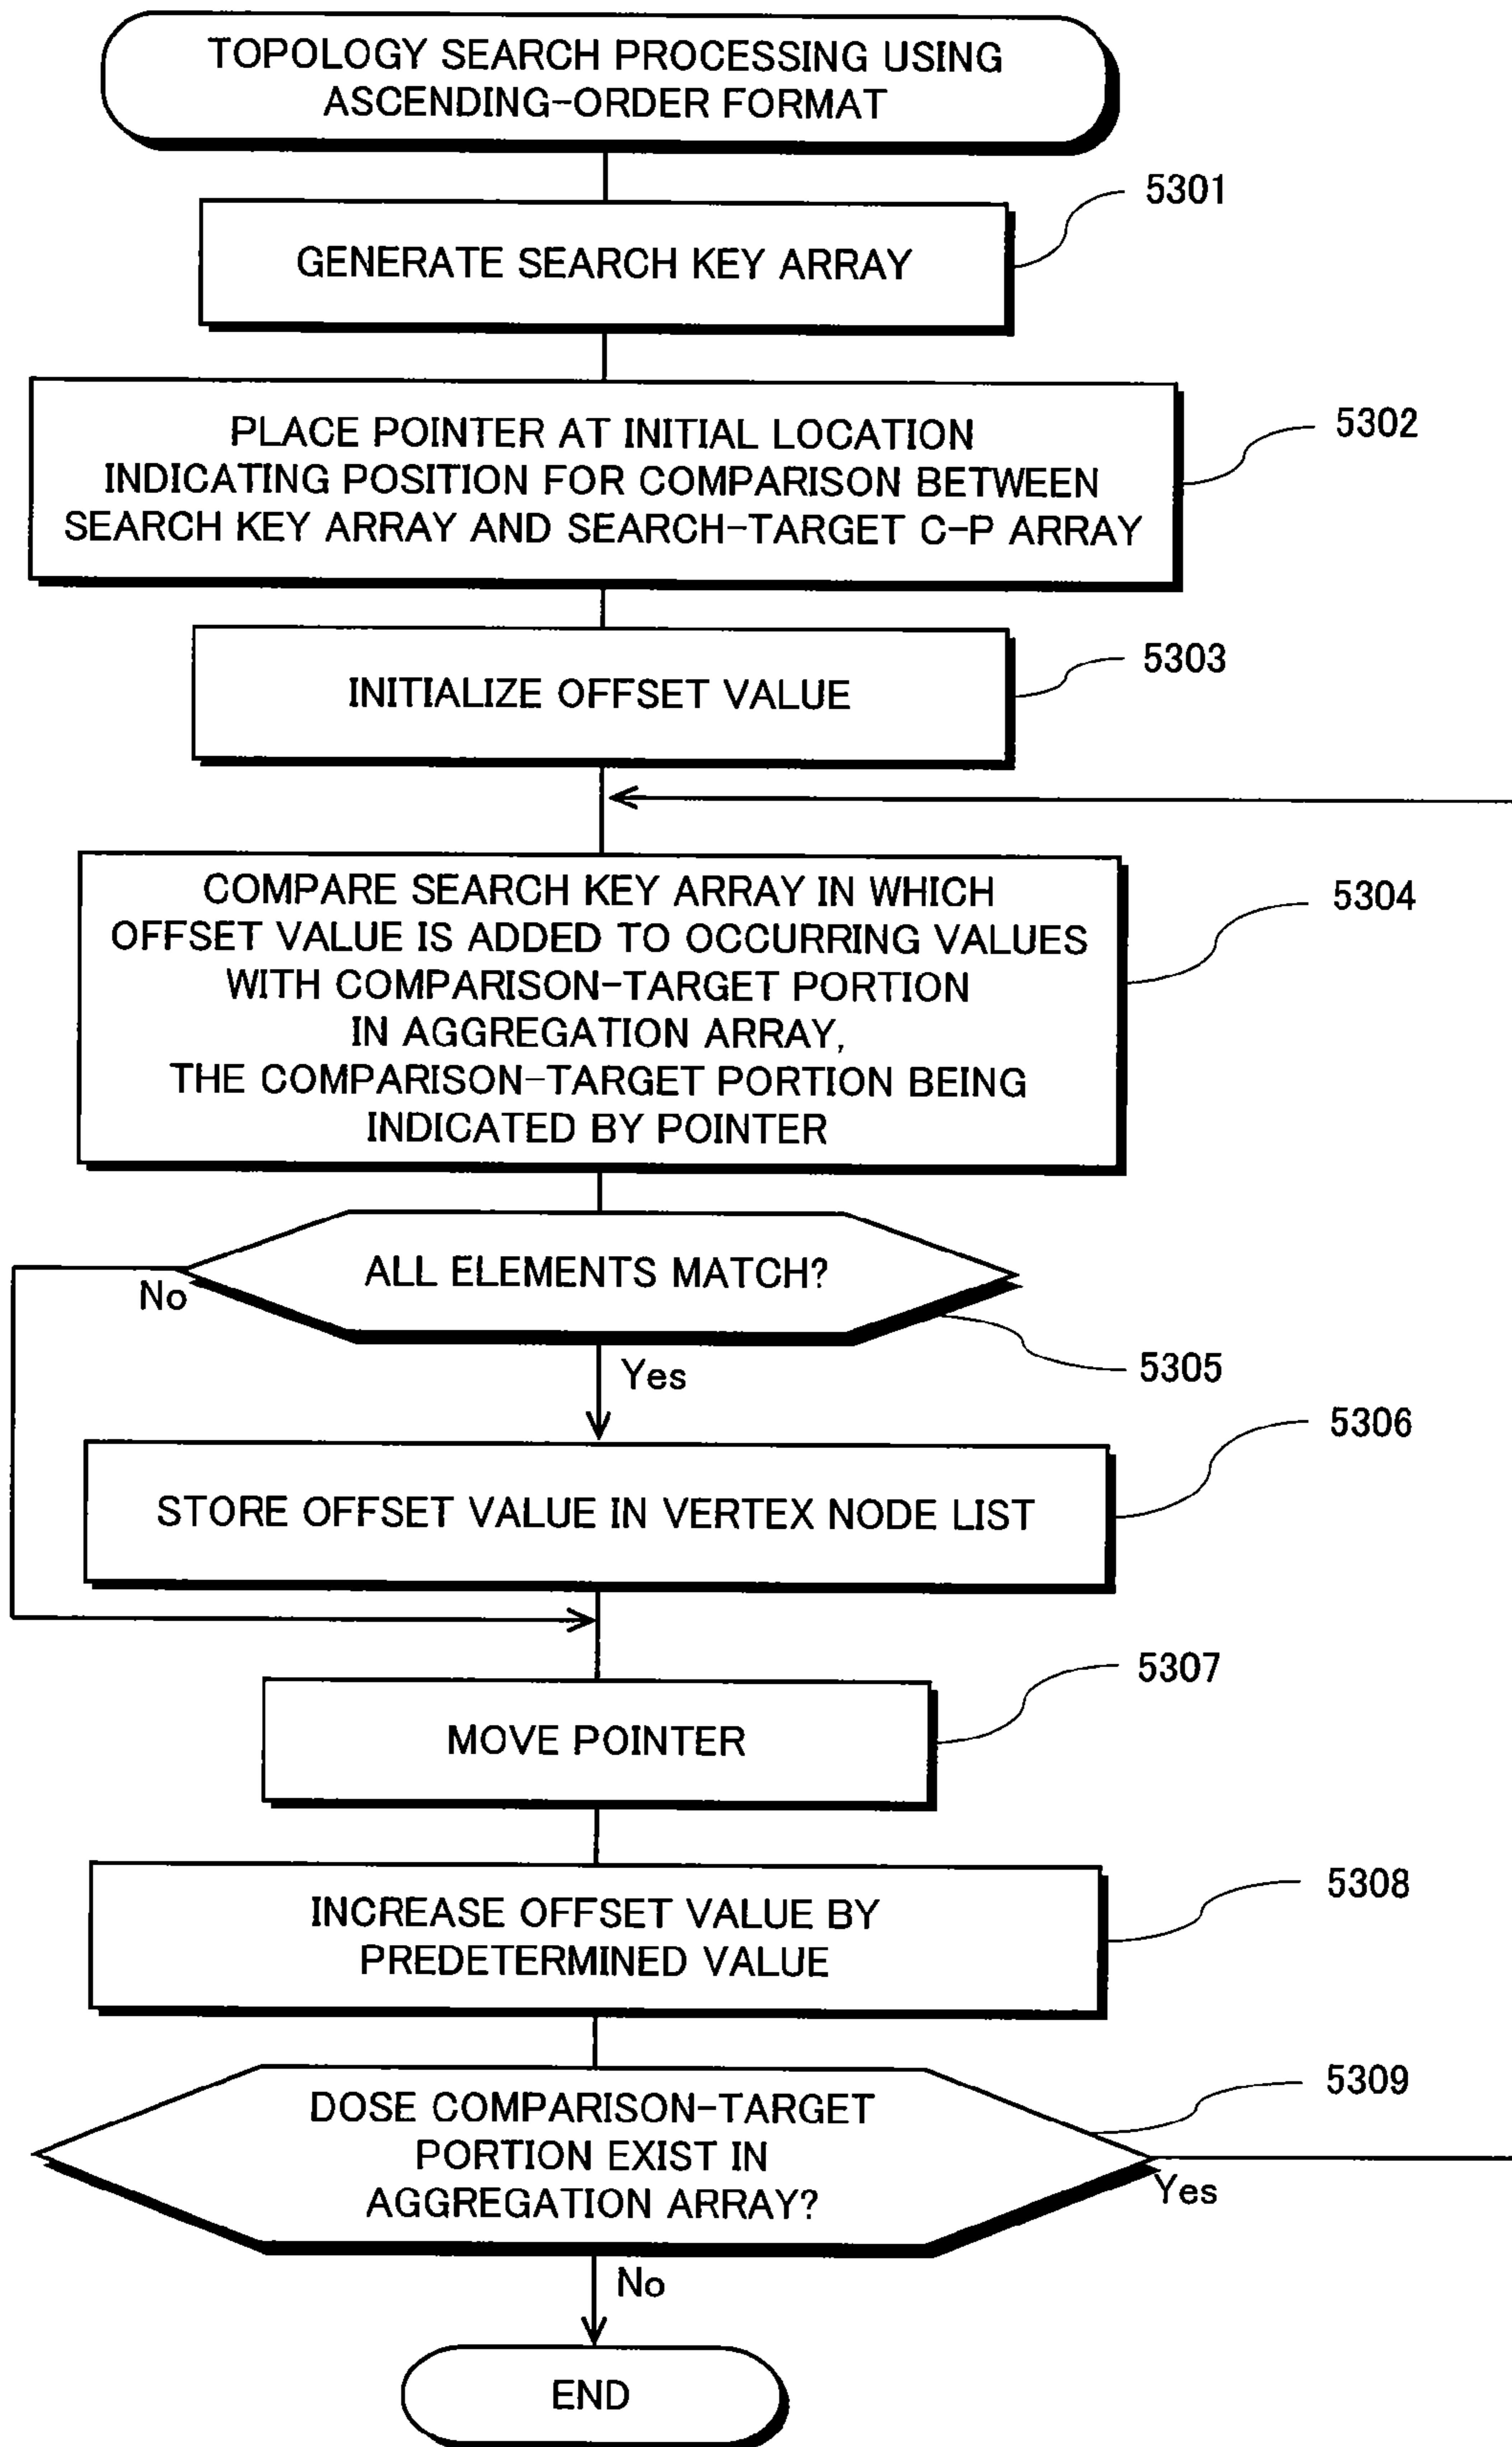 TOPOLOGY SEARCH PROCESSING USING
ASCENDING-ORDER FORMAT
5301
GENERATE SEARCH KEY ARRAY
5302
PLACE POINTER AT INITIAL LOCATION
INDICATING POSITION FOR COMPARISON BETWEEN
SEARCH KEY ARRAY AND SEARCH-TARGET C-P ARRAY
5303
INITIALIZE OFFSET VALUE
5304
COMPARE SEARCH KEY ARRAY IN WHICH
OFFSET VALUE IS ADDED TO OCCURRING VALUES
WITH COMPARISON-TARGET PORTION
IN AGGREGATION ARRAY,
THE COMPARISON-TARGET PORTION BEING
INDICATED BY POINTER
ALL ELEMENTS MATCH?
No
5305
Yes
5306
STORE OFFSET VALUE IN VERTEX NODE LIST
5307
MOVE POINTER
5308
INCREASE OFFSET VALUE BY
PREDETERMINED VALUE
5309
DOSE COMPARISON-TARGET
PORTION EXIST IN
AGGREGATION ARRAY?
Yes
No
END